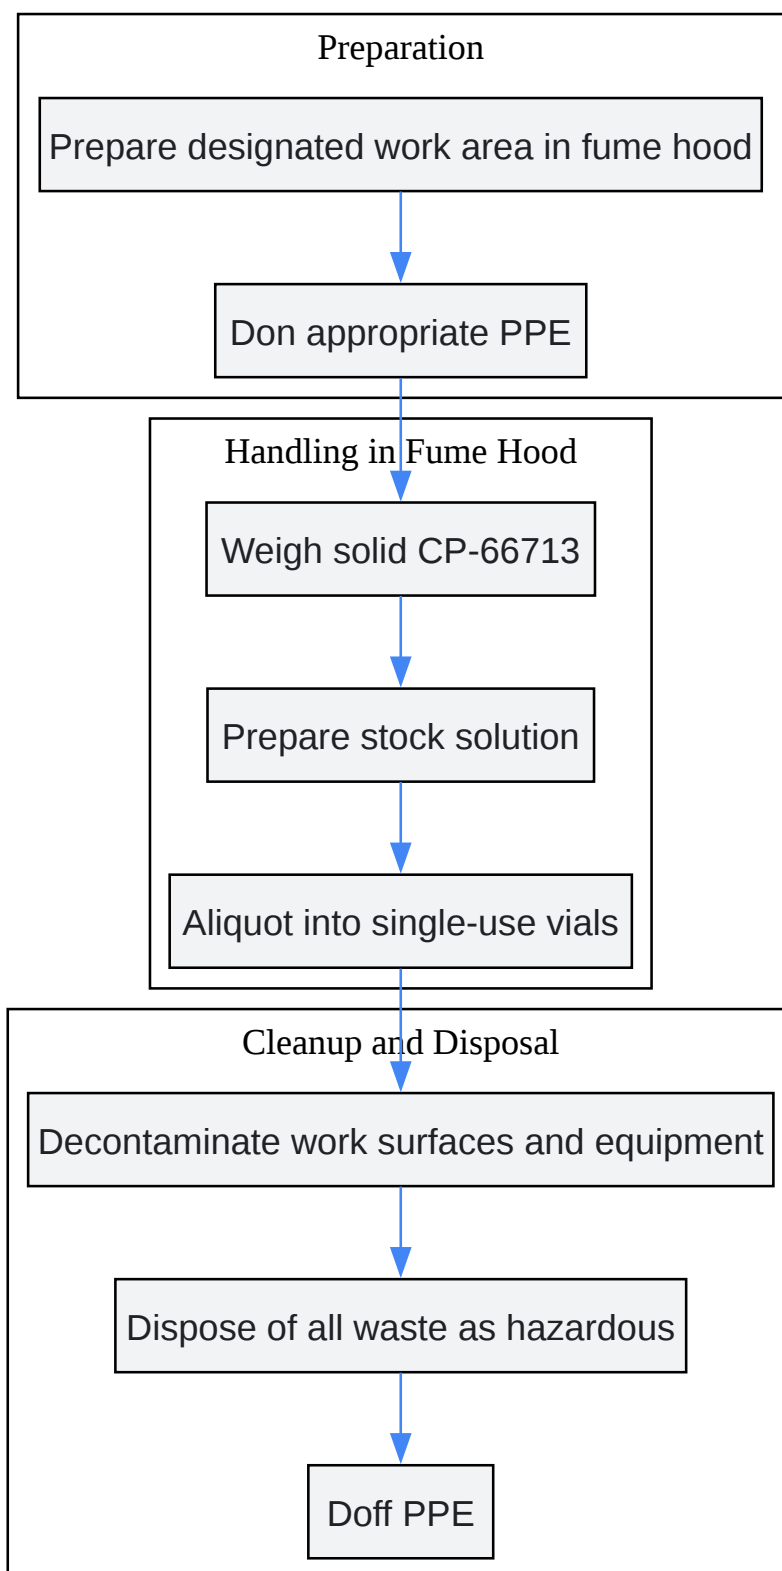 Preparation
Prepare designated work area in fume hood
Don appropriate PPE
Handling in Fume Hood
Weigh solid CP-66713
Prepare stock solution
Aliquot into single-use vials
Cleanup and Disposal
Decontaminate work surfaces and equipment
Dispose of all waste as hazardous
Doff PPE